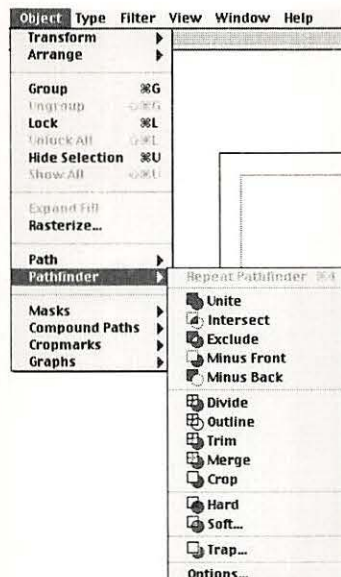 Object Type Filter View Window Help
Transform
Arrange
Group ⌘G
Ungroup ⇧⌘G
Lock ⌘L
Unlock All ⇧⌘L
Hide Selection ⌘U
Show All ⇧⌘U
Expand Fill
Rasterize...
Path
Pathfinder
Masks
Compound Paths
Cropmarks
Graphs
Repeat Pathfinder ⌘4
Unite
Intersect
Exclude
Minus Front
Minus Back
Divide
Outline
Trim
Merge
Crop
Hard
Soft...
Trap...
Options...